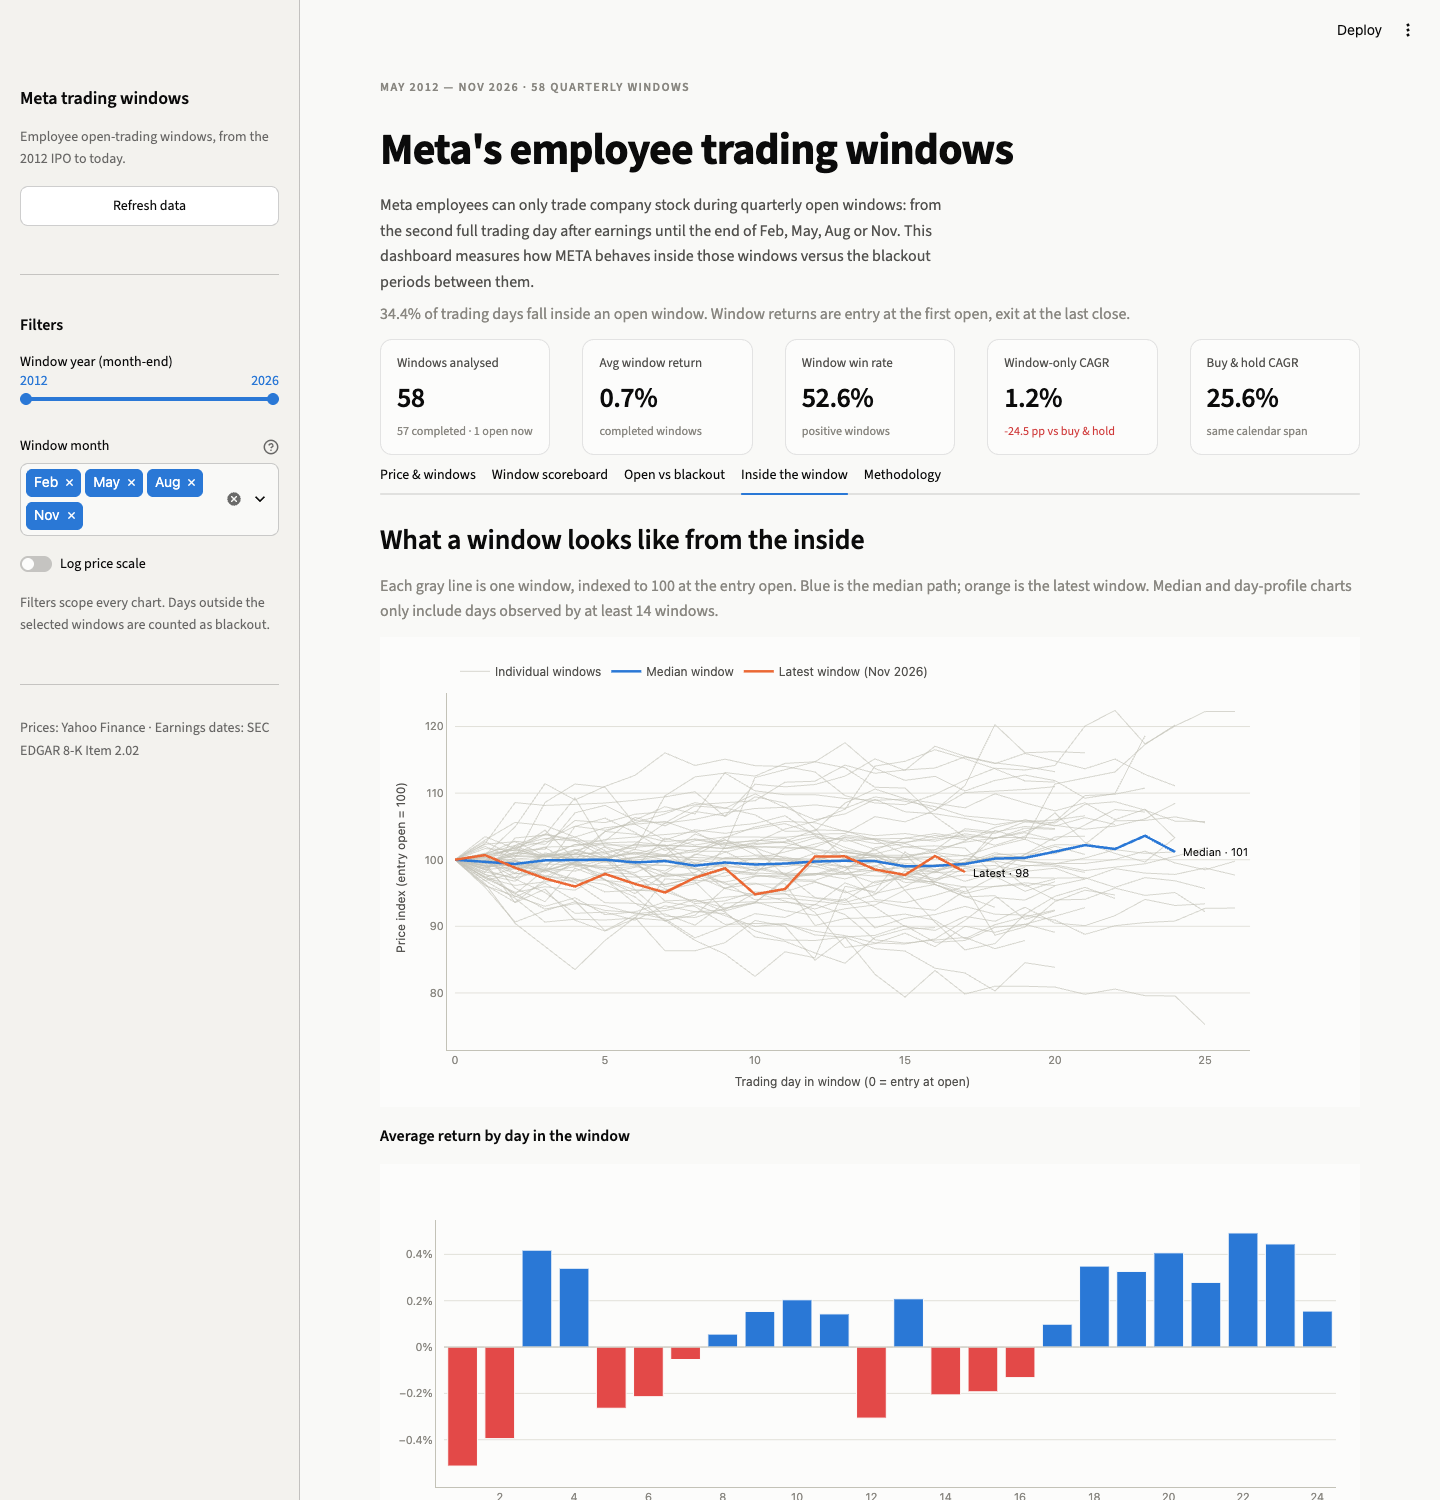 Deploy
Meta trading windows
Employee open-trading windows, from the
2012 IPO to today.
Refresh data
Filters
Window year (month-end)
2012 2026
Window month
Feb × May × Aug ×
Nov ×
Log price scale
Filters scope every chart. Days outside the
selected windows are counted as blackout.
Prices: Yahoo Finance · Earnings dates: SEC
EDGAR 8-K Item 2.02
MAY 2012 — NOV 2026 · 58 QUARTERLY WINDOWS
Meta's employee trading windows
Meta employees can only trade company stock during quarterly open windows: from
the second full trading day after earnings until the end of Feb, May, Aug or Nov. This
dashboard measures how META behaves inside those windows versus the blackout
periods between them.
34.4% of trading days fall inside an open window. Window returns are entry at the first open, exit at the last close.
Windows analysed
58
57 completed · 1 open now
Avg window return
0.7%
completed windows
Window win rate
52.6%
positive windows
Window-only CAGR
1.2%
-24.5 pp vs buy & hold
Buy & hold CAGR
25.6%
same calendar span
Price & windows Window scoreboard Open vs blackout Inside the window Methodology
What a window looks like from the inside
Each gray line is one window, indexed to 100 at the entry open. Blue is the median path; orange is the latest window. Median and day-profile charts
only include days observed by at least 14 windows.
Individual windows Median window Latest window (Nov 2026)
Price index (entry open = 100)
120
110
100
90
80
Median · 101
Latest · 98
0 5 10 15 20 25
Trading day in window (0 = entry at open)
Average return by day in the window
0.4%
0.2%
0%
−0.2%
−0.4%
2 4 6 8 10 12 14 16 18 20 22 24